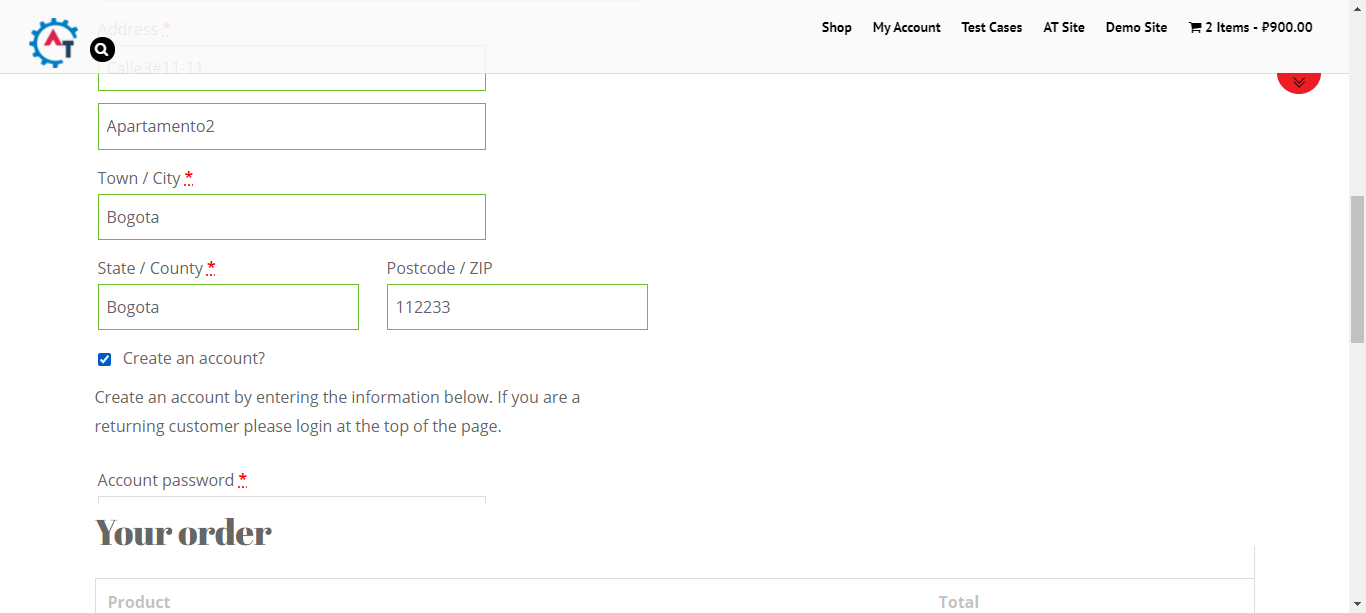 Shop My Account Test Cases AT Site Demo Site 2 Items - ₽900.00
AT
Address *
Calle3#11-11
Apartamento2
Town / City *
Bogota
State / County * Postcode / ZIP
Bogota 112233
Create an account?
Create an account by entering the information below. If you are a
returning customer please login at the top of the page.
Account password *
Your order
Product Total